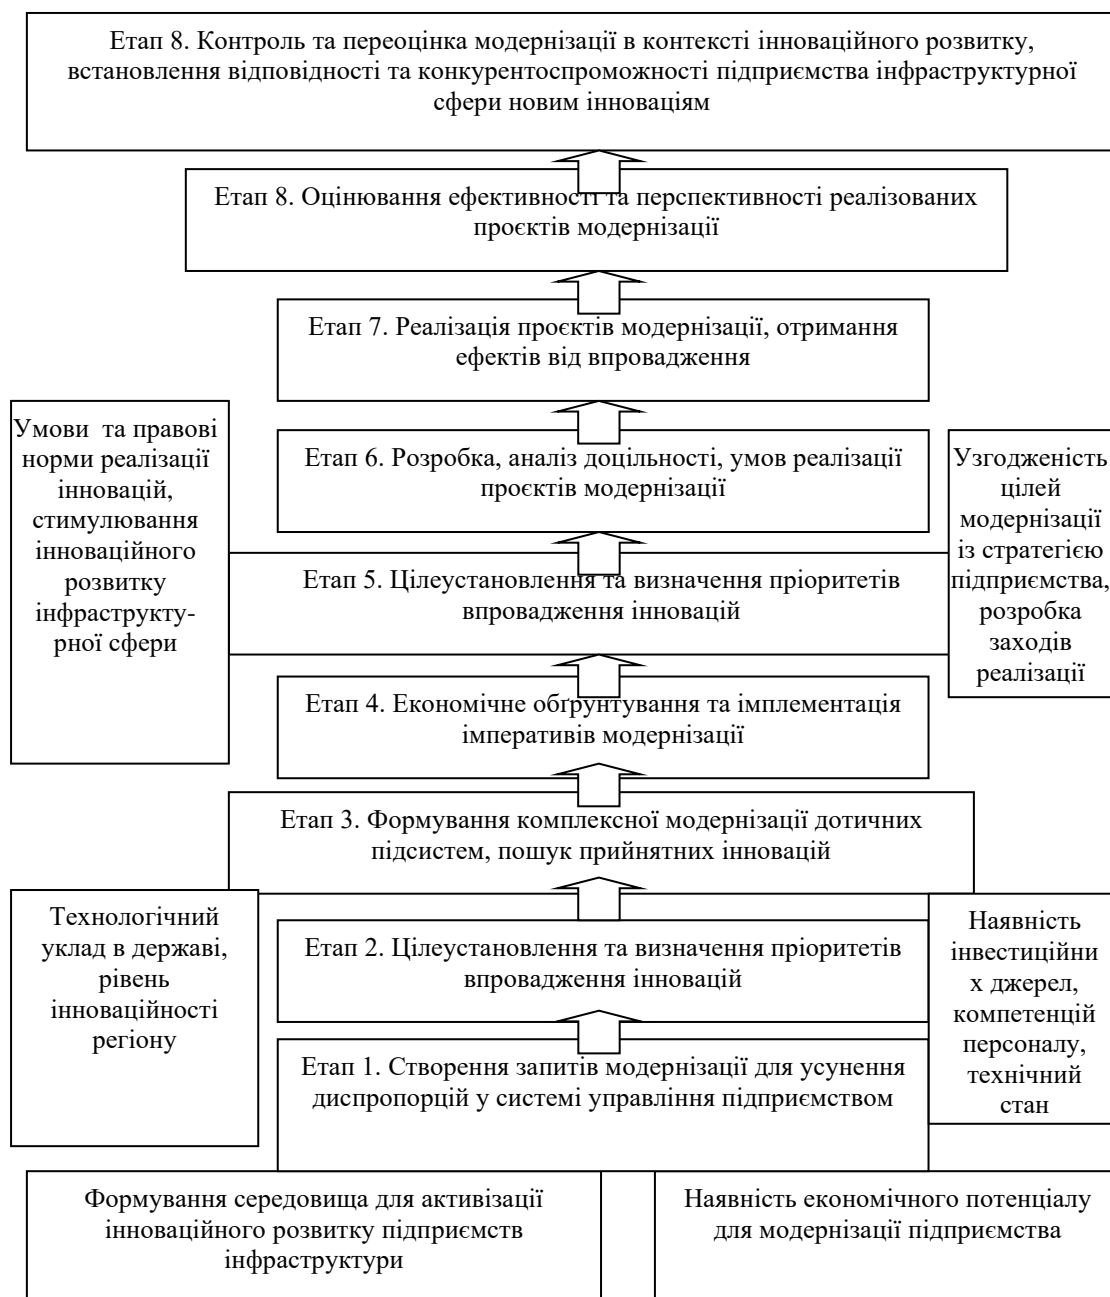 Етап 8. Контроль та переоцінка модернізації в контексті інноваційного розвитку,
встановлення відповідності та конкурентоспроможності підприємства інфраструктурної
сфери новим інноваціям
Етап 8. Оцінювання ефективності та перспективності реалізованих
проєктів модернізації
Етап 7. Реалізація проєктів модернізації, отримання
ефектів від впровадження
Умови та правові
норми реалізації
інновацій,
стимулювання
інноваційного
розвитку
інфраструкту-
рної сфери
Етап 6. Розробка, аналіз доцільності, умов реалізації
проєктів модернізації
Узгодженість
цілей
модернізації
із стратегією
підприємства,
розробка
заходів
реалізації
Етап 5. Цілеустановлення та визначення пріоритетів
впровадження інновацій
Етап 4. Економічне обґрунтування та імплементація
імперативів модернізації
Етап 3. Формування комплексної модернізації дотичних
підсистем, пошук прийнятних інновацій
Технологічний
уклад в державі,
рівень
інноваційності
регіону
Етап 2. Цілеустановлення та визначення пріоритетів
впровадження інновацій
Наявність
інвестиційни
х джерел,
компетенцій
персоналу,
технічний
стан
Етап 1. Створення запитів модернізації для усунення
диспропорцій у системі управління підприємством
Формування середовища для активізації
інноваційного розвитку підприємств
інфраструктури
Наявність економічного потенціалу
для модернізації підприємства